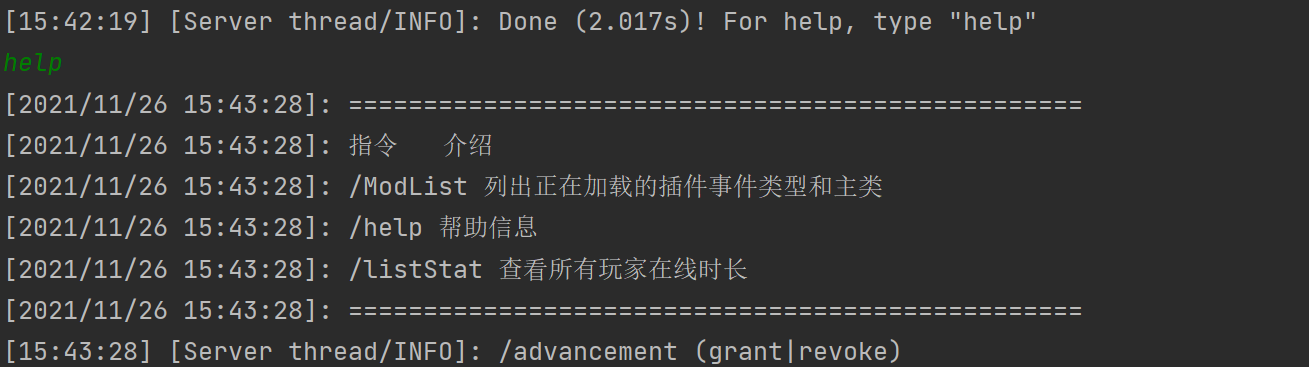 [15:42:19] [Server thread/INFO]: Done (2.017s)! For help, type "help"
help
[2021/11/26 15:43:28]: =================================================
[2021/11/26 15:43:28]: 指令   介绍
[2021/11/26 15:43:28]: /ModList 列出正在加载的插件事件类型和主类
[2021/11/26 15:43:28]: /help 帮助信息
[2021/11/26 15:43:28]: /listStat 查看所有玩家在线时长
[2021/11/26 15:43:28]: =================================================
[15:43:28] [Server thread/INFO]: /advancement (grant|revoke)